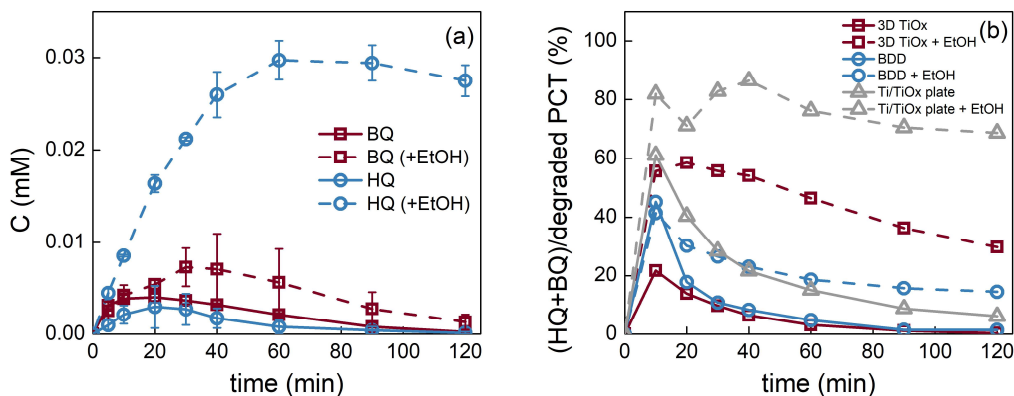 (a)
0.03
0.02
0.01
0.00
C (mM)
BQ
BQ (+EtOH)
HQ
HQ (+EtOH)
0 20 40 60 80 100 120
time (min)
(b)
100
80
60
40
20
0
(HQ+BQ)/degraded PCT (%)
3D TiOx
3D TiOx + EtOH
BDD
BDD + EtOH
Ti/TiOx plate
Ti/TiOx plate + EtOH
0 20 40 60 80 100 120
time (min)